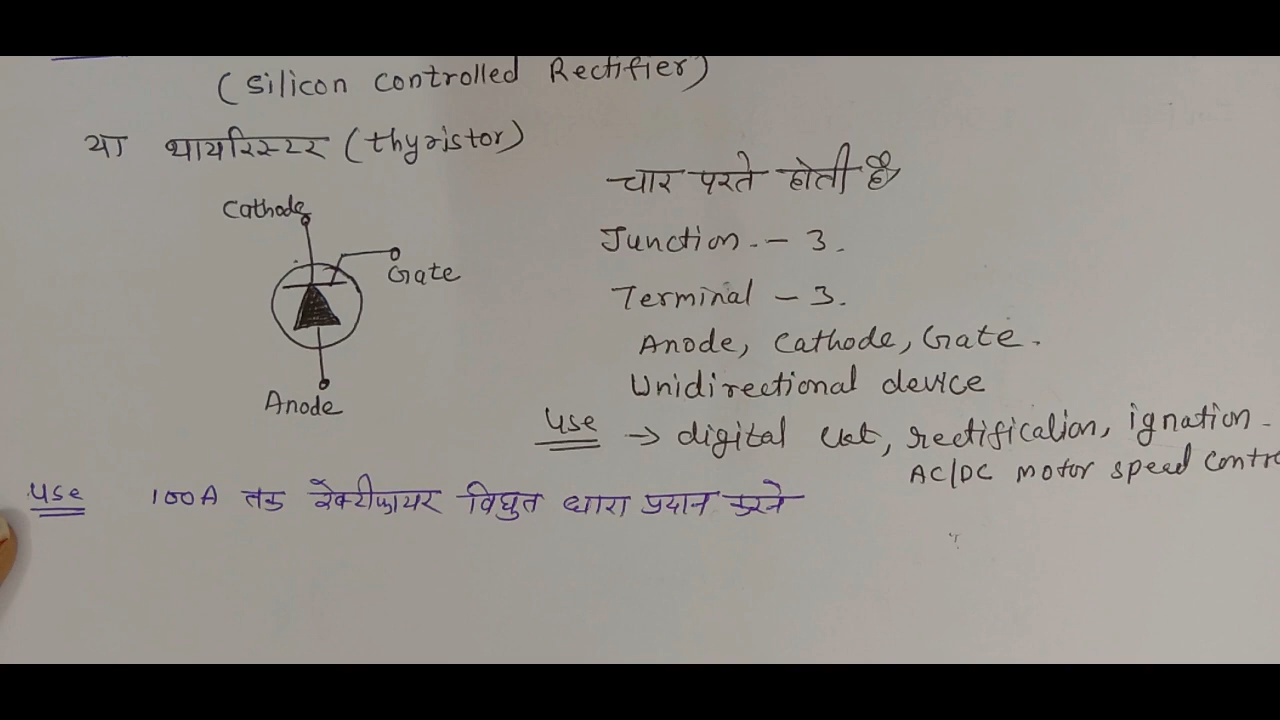 (Silicon Controlled Rectifier)
या थायरिस्टर (thyristor)
Cathode
Gate
Anode
चार परते होती है
Junction - 3.
Terminal - 3.
Anode, Cathode, Gate.
Unidirectional device
Use → digital ckt, rectification, ignation
AC/DC motor speed contro
Use 100A तक रेक्टीफायर विधुत धारा प्रदान करने